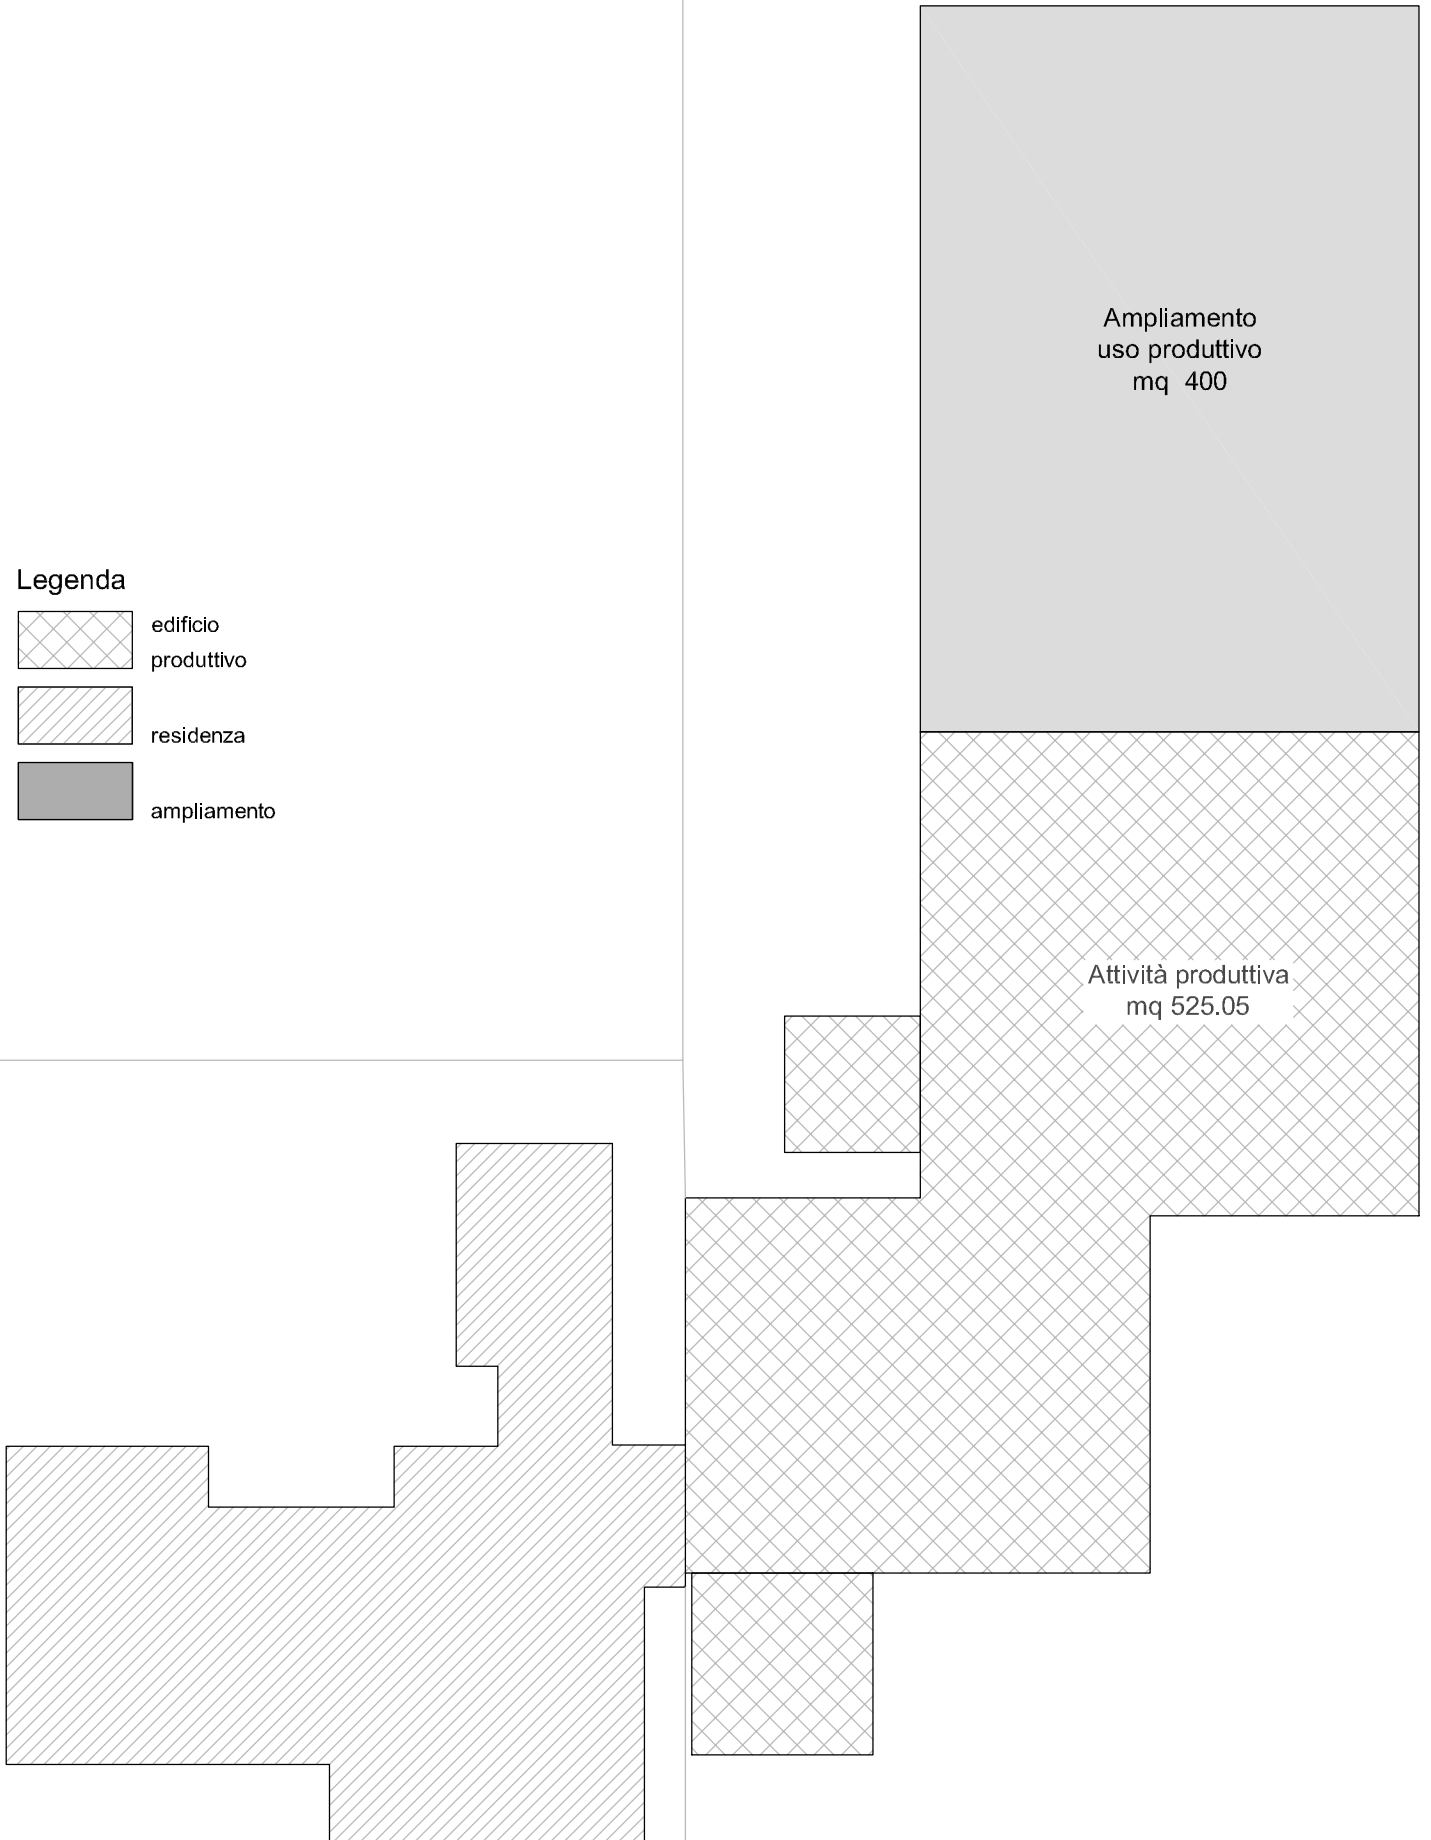 Ampliamento
uso produttivo
mq 400
Legenda
edificio
produttivo
residenza
ampliamento
Attività produttiva
mq 525.05